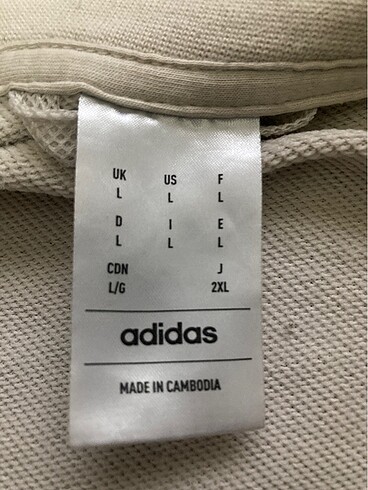 UK US F
L L L
D I E
L L L
CDN J
L/G 2XL
adidas
MADE IN CAMBODIA